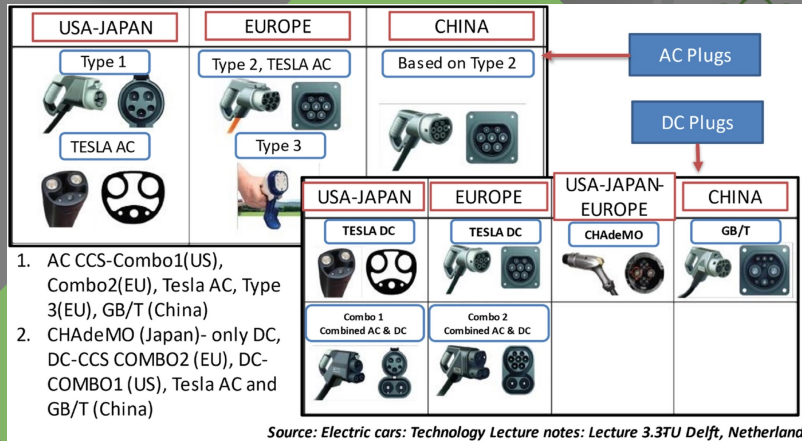 USA-JAPAN
EUROPE
CHINA
Type 1
Type 2, TESLA AC
Based on Type 2
AC Plugs
TESLA AC
Type 3
DC Plugs
USA-JAPAN
EUROPE
USA-JAPAN-
EUROPE
CHINA
TESLA DC
TESLA DC
CHAdeMO
GB/T
Combo 1
Combined AC & DC
Combo 2
Combined AC & DC
1. AC CCS-Combo1(US),
Combo2(EU), Tesla AC, Type
3(EU), GB/T (China)
2. CHAdeMO (Japan)- only DC,
DC-CCS COMBO2 (EU), DC-
COMBO1 (US), Tesla AC and
GB/T (China)
Source: Electric cars: Technology Lecture notes: Lecture 3.3TU Delft, Netherland